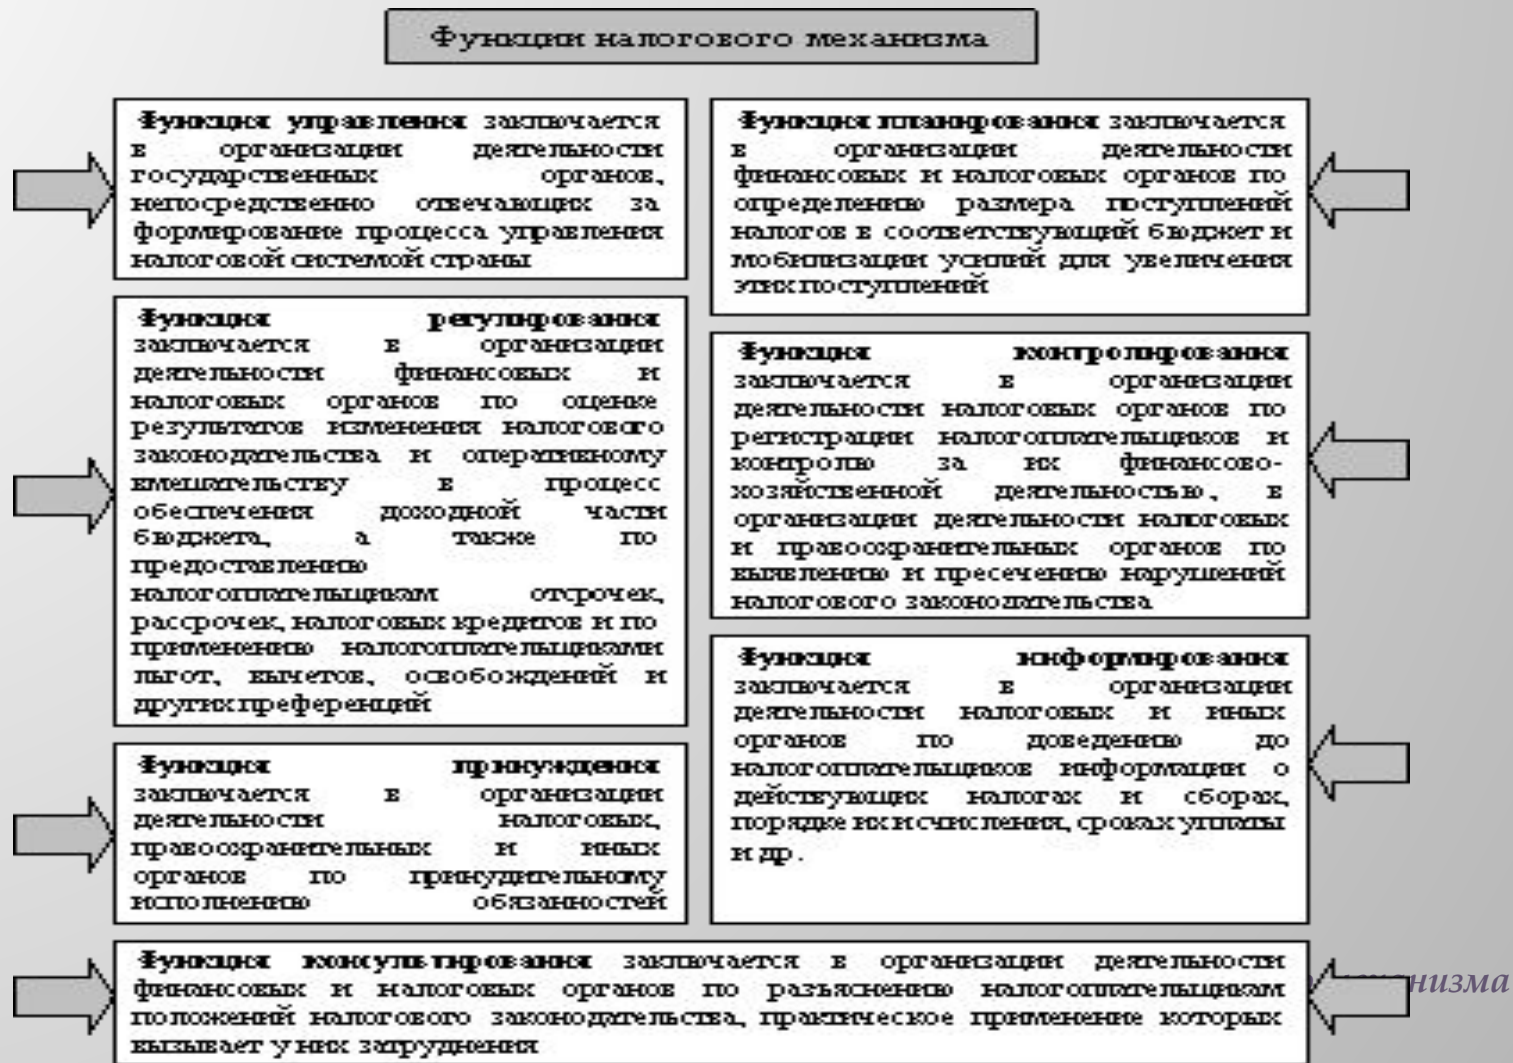 Функции налогового механизма
Функция управления заключается
в организации деятельности
государственных органов,
непосредственно отвечающих за
формирование процесса управления
налоговой системой страны
Функция планирования заключается
в организации деятельности
финансовых и налоговых органов по
определению размера поступлений
налогов в соответствующий бюджет и
мобилизации усилий для увеличения
этих поступлений
Функция регулирования
заключается в организации
деятельности финансовых и
налоговых органов по оценке
результатов изменения налогового
законодательства и оперативному
вмешательству в процесс
обеспечения доходной части
бюджета, а также по
предоставлению
налогоплательщикам отсрочек,
рассрочек, налоговых кредитов и по
применению налогоплательщиками
льгот, вычетов, освобождений и
других преференций
Функция контролирования
заключается в организации
деятельности налоговых органов по
регистрации налогоплательщиков и
контролю за их финансово-
хозяйственной деятельностью, в
организации деятельности налоговых
и правоохранительных органов по
выявлению и пресечению нарушений
налогового законодательства
Функция принуждения
заключается в организации
деятельности налоговых,
правоохранительных и иных
органов по принудительному
исполнению обязанностей
Функция информирования
заключается в организации
деятельности налоговых и иных
органов по доведению до
налогоплательщиков информации о
действующих налогах и сборах,
порядке их исчисления, сроках уплаты
и др.
Функция консультирования заключается в организации деятельности
финансовых и налоговых органов по разъяснению налогоплательщикам
положений налогового законодательства, практическое применение которых
вызывает у них затруднения
низма